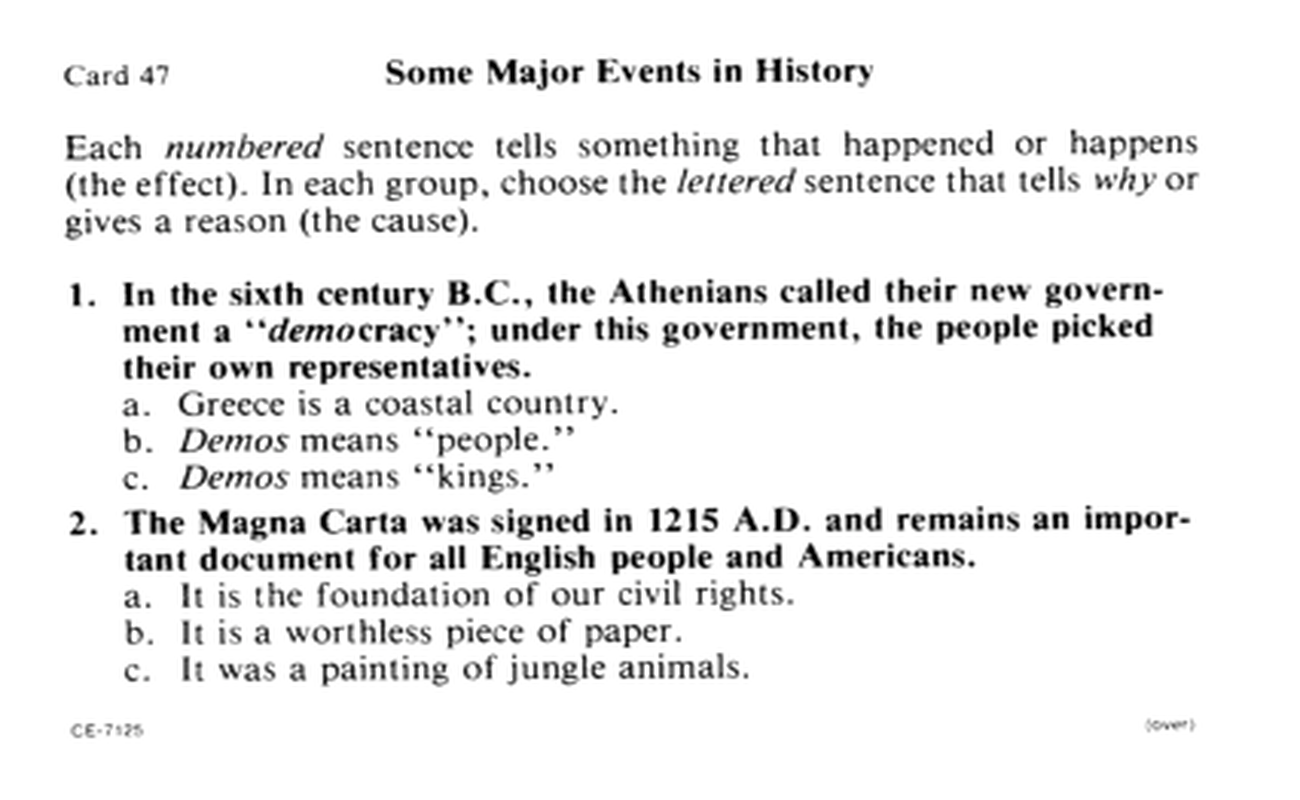 Card 47 Some Major Events in History
Each numbered sentence tells something that happened or happens
(the effect). In each group, choose the lettered sentence that tells why or
gives a reason (the cause).
1. In the sixth century B.C., the Athenians called their new govern-
ment a "democracy"; under this government, the people picked
their own representatives.
a. Greece is a coastal country.
b. Demos means "people."
c. Demos means "kings."
2. The Magna Carta was signed in 1215 A.D. and remains an impor-
tant document for all English people and Americans.
a. It is the foundation of our civil rights.
b. It is a worthless piece of paper.
c. It was a painting of jungle animals.
CE-7125 (over)